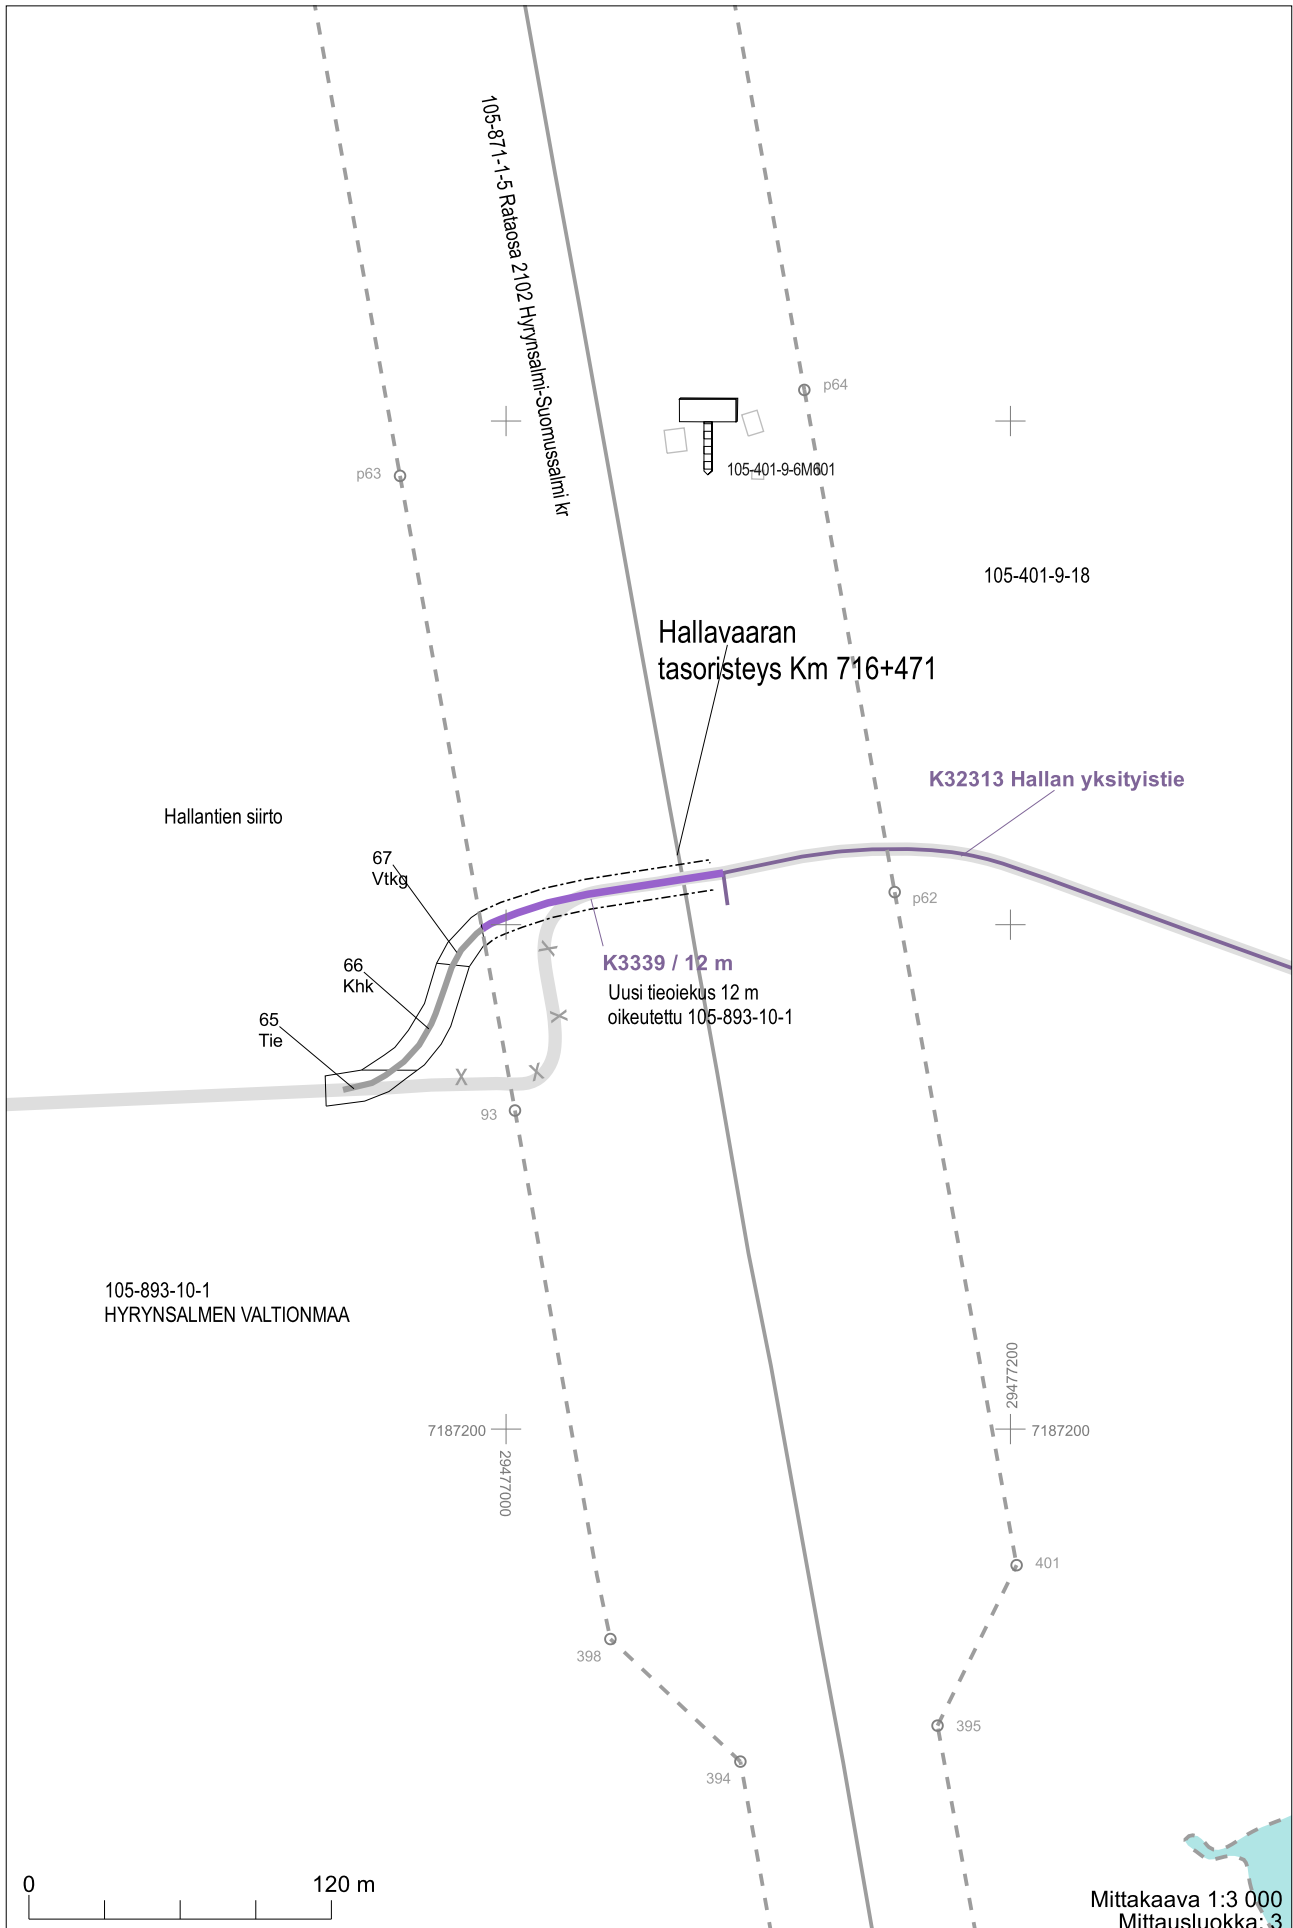 105-871-1-5 Rataosa 2102 Hyrynsalmi-Suomussalmi kr
p64
p63
105-401-9-6M601
105-401-9-18
Hallavaaran
tasoristeys Km 716+471
K32313 Hallan yksityistie
Hallantien siirto
67
Vtkg
p62
66
Khk
K3339 / 12 m
Uusi tieoiekus 12 m
oikeutettu 105-893-10-1
65
Tie
X
X
X
X
93
105-893-10-1
HYRYNSALMEN VALTIONMAA
29477200
7187200
7187200
29477000
401
398
395
394
0
120 m
Mittakaava 1:3 000
Mittausluokka: 3